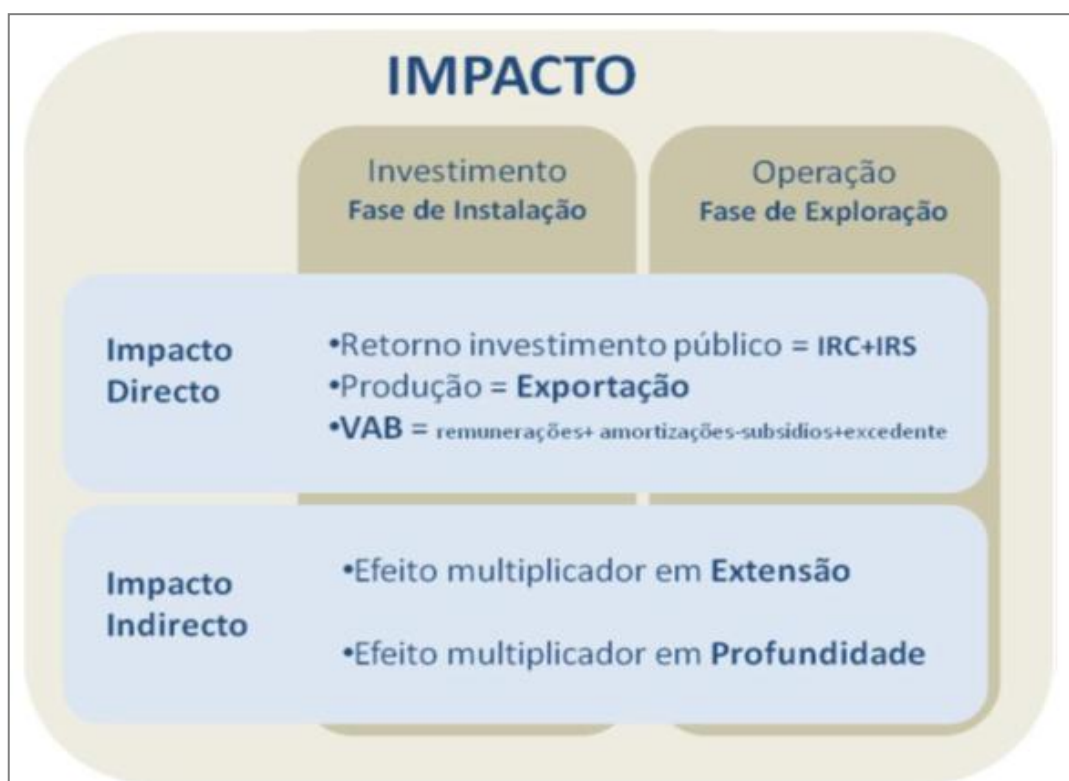 IMPACTO
Investimento
Fase de Instalação
Operação
Fase de Exploração
Impacto
Directo
•Retorno investimento público = IRC+IRS
•Produção = Exportação
•VAB = remunerações+ amortizações-subsidios+excedente
Impacto
Indirecto
•Efeito multiplicador em Extensão
•Efeito multiplicador em Profundidade